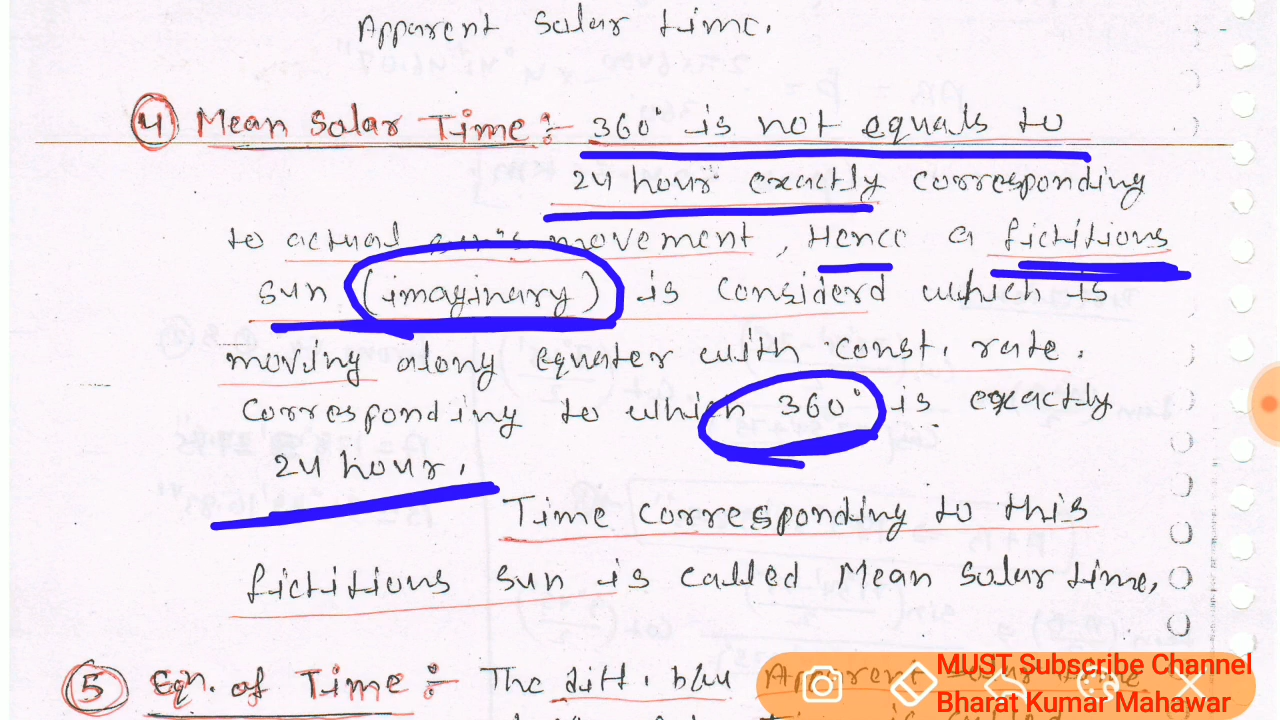 Apparent Solar time.
④ Mean Solar Time :- 360° is not equals to
24 hour exactly corresponding
to actual sun's movement, Hence a fictitious
sun (imaginary) is considerd which is
moving along equater with const. rate.
corresponding to which 360° is exactly
24 hour.
Time corresponding to this
fictitious sun is called Mean Solar time,
⑤ Eqn. of Time :- The diff. b/w Apparent Solar time
MUST Subscribe Channel
Bharat Kumar Mahawar